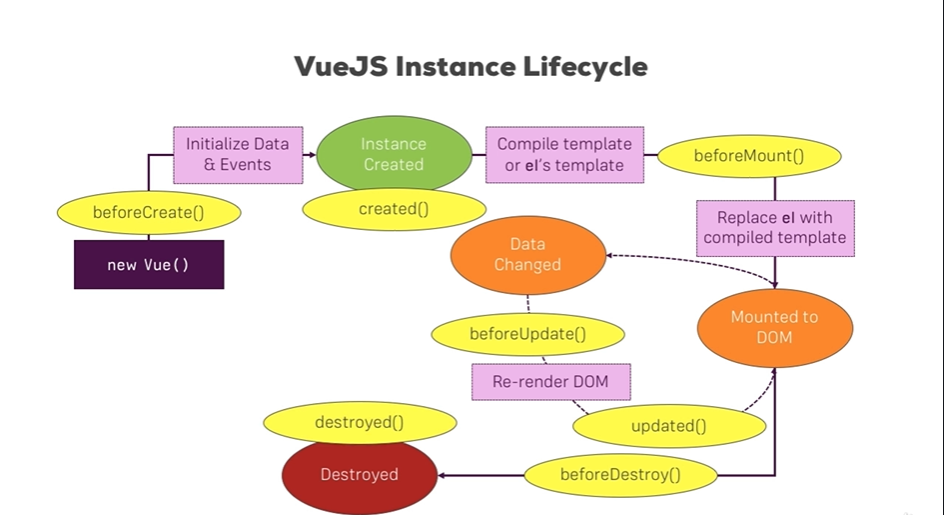 VueJS Instance Lifecycle
Initialize Data
& Events
Instance
Created
Compile template
or el's template
beforeMount()
beforeCreate()
created()
Replace el with
compiled template
new Vue()
Data
Changed
Mounted to
DOM
beforeUpdate()
Re-render DOM
destroyed()
updated()
Destroyed
beforeDestroy()